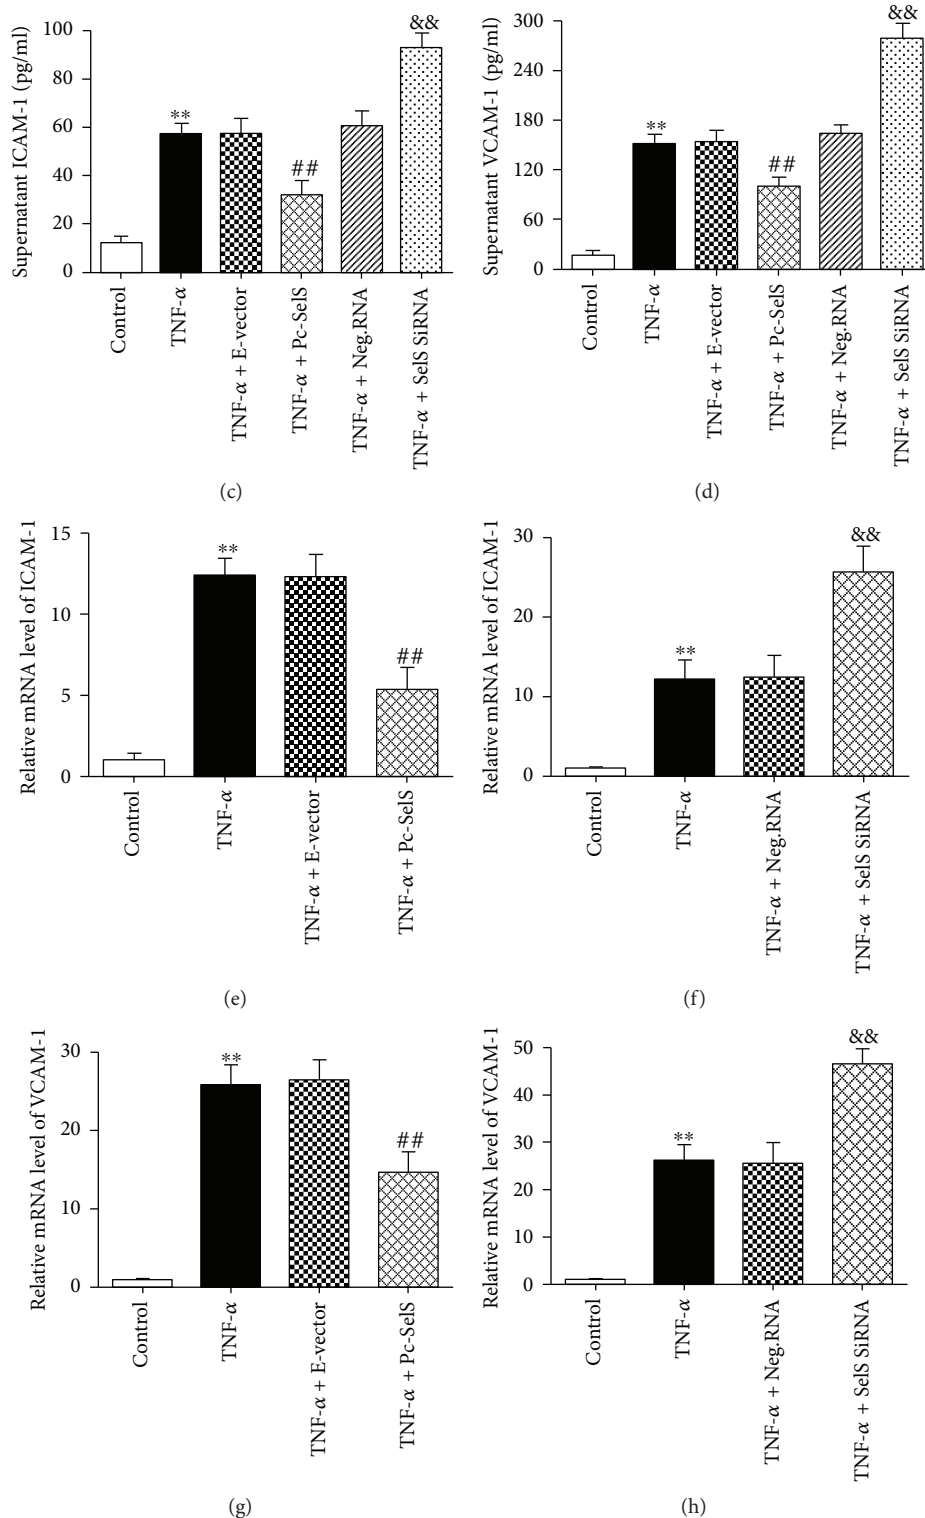 Supernatant ICAM-1 (pg/ml)
100
80
60
40
20
0
**
##
&&
Control
TNF-α
TNF-α + E-vector
TNF-α + Pc-SelS
TNF-α + Neg.RNA
TNF-α + SelS SiRNA
(c)
Supernatant VCAM-1 (pg/ml)
300
240
180
120
60
0
**
##
&&
Control
TNF-α
TNF-α + E-vector
TNF-α + Pc-SelS
TNF-α + Neg.RNA
TNF-α + SelS SiRNA
(d)
Relative mRNA level of ICAM-1
15
10
5
0
**
##
Control
TNF-α
TNF-α + E-vector
TNF-α + Pc-SelS
(e)
Relative mRNA level of ICAM-1
30
20
10
0
**
&&
Control
TNF-α
TNF-α + Neg.RNA
TNF-α + SelS SiRNA
(f)
Relative mRNA level of VCAM-1
30
20
10
0
**
##
Control
TNF-α
TNF-α + E-vector
TNF-α + Pc-SelS
(g)
Relative mRNA level of VCAM-1
50
40
30
20
10
0
**
&&
Control
TNF-α
TNF-α + Neg.RNA
TNF-α + SelS SiRNA
(h)